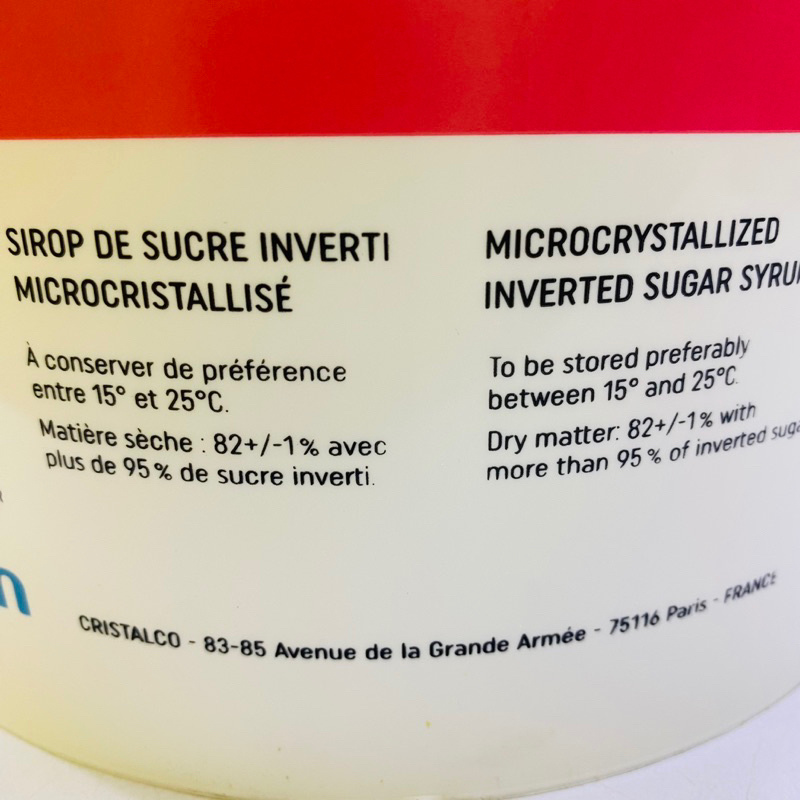 SIROP DE SUCRE INVERTI
MICROCRISTALLISÉ
À conserver de préférence
entre 15° et 25°C.
Matière sèche : 82+/-1% avec
plus de 95% de sucre inverti.
MICROCRYSTALLIZED
INVERTED SUGAR
To be stored preferably
between 15° and 25°C.
Dry matter: 82+/-1% with
more than 95% of inverted
CRISTALCO - 83-85 Avenue de la Grande Armée - 75116 Paris - FRANCE